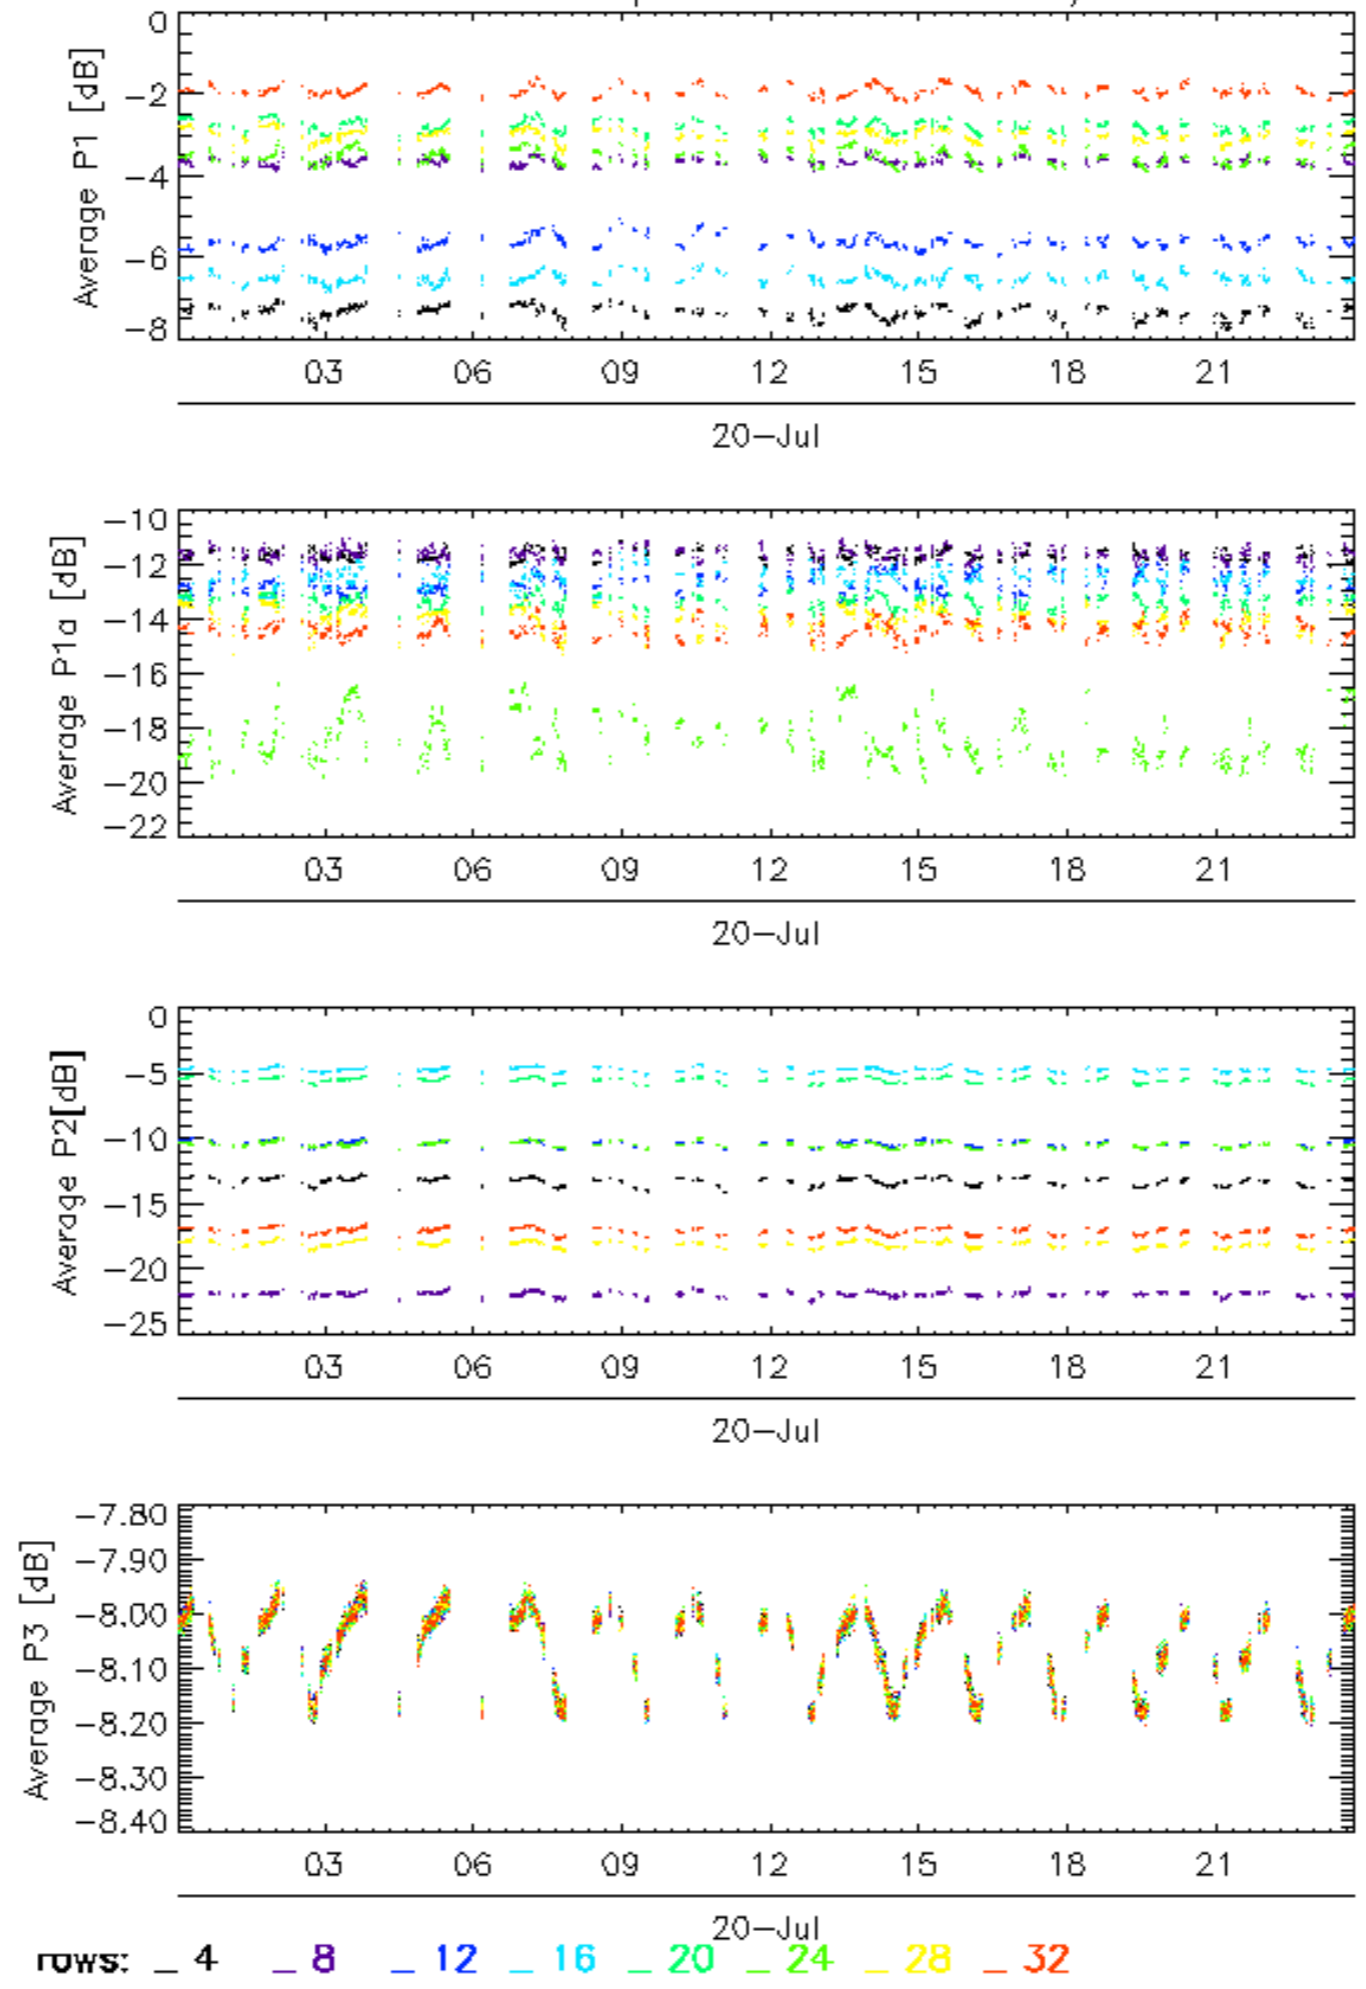 0
−2
−4
−6
−8
Average P1 [dB]
03 06 09 12 15 18 21
20−Jul
−10
−12
−14
−16
−18
−20
−22
Average P1a [dB]
03 06 09 12 15 18 21
20−Jul
0
−5
−10
−15
−20
−25
Average P2[dB]
03 06 09 12 15 18 21
20−Jul
−7.80
−7.90
−8.00
−8.10
−8.20
−8.30
−8.40
Average P3 [dB]
03 06 09 12 15 18 21
20−Jul
rows: _ 4 _ 8 _ 12 _ 16 _ 20 _ 24 _ 28 _ 32